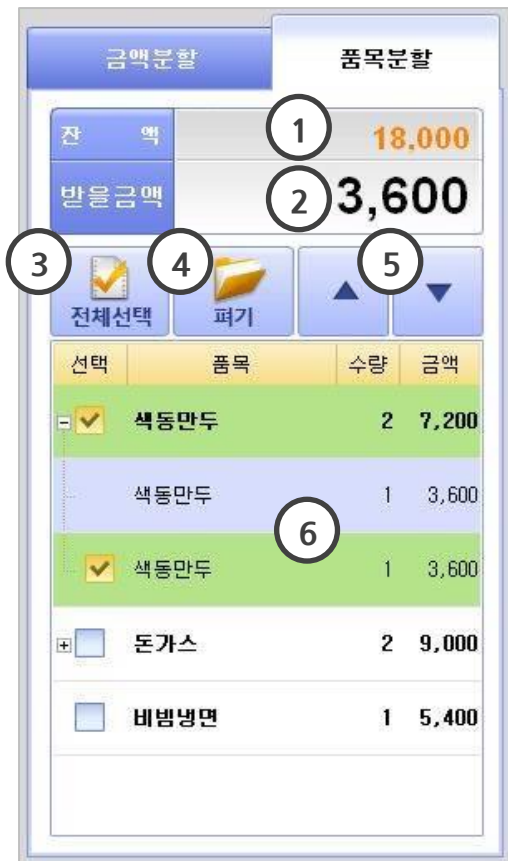 금액분할 품목분할
잔 액 1 18,000
받을금액 2 3,600
3 4 5
전체선택 펴기 ▲ ▼
선택 품목 수량 금액
색동만두 2 7,200
색동만두 1 3,600
6
색동만두 1 3,600
돈가스 2 9,000
비빔냉면 1 5,400